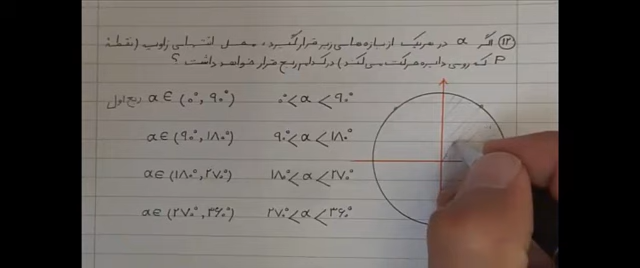 ۱۲ اگر α در هر یک از بازه‌های زیر قرار گیرد، محل انتهای زاویه (نقطهٔ
P که روی دایره حرکت می‌کند) در کدام ربع قرار خواهد داشت؟
ربع اول α ∈ (۰°, ۹۰°) ۰° < α < ۹۰°
α ∈ (۹۰°, ۱۸۰°) ۹۰° < α < ۱۸۰°
α ∈ (۱۸۰°, ۲۷۰°) ۱۸۰° < α < ۲۷۰°
α ∈ (۲۷۰°, ۳۶۰°) ۲۷۰° < α < ۳۶۰°